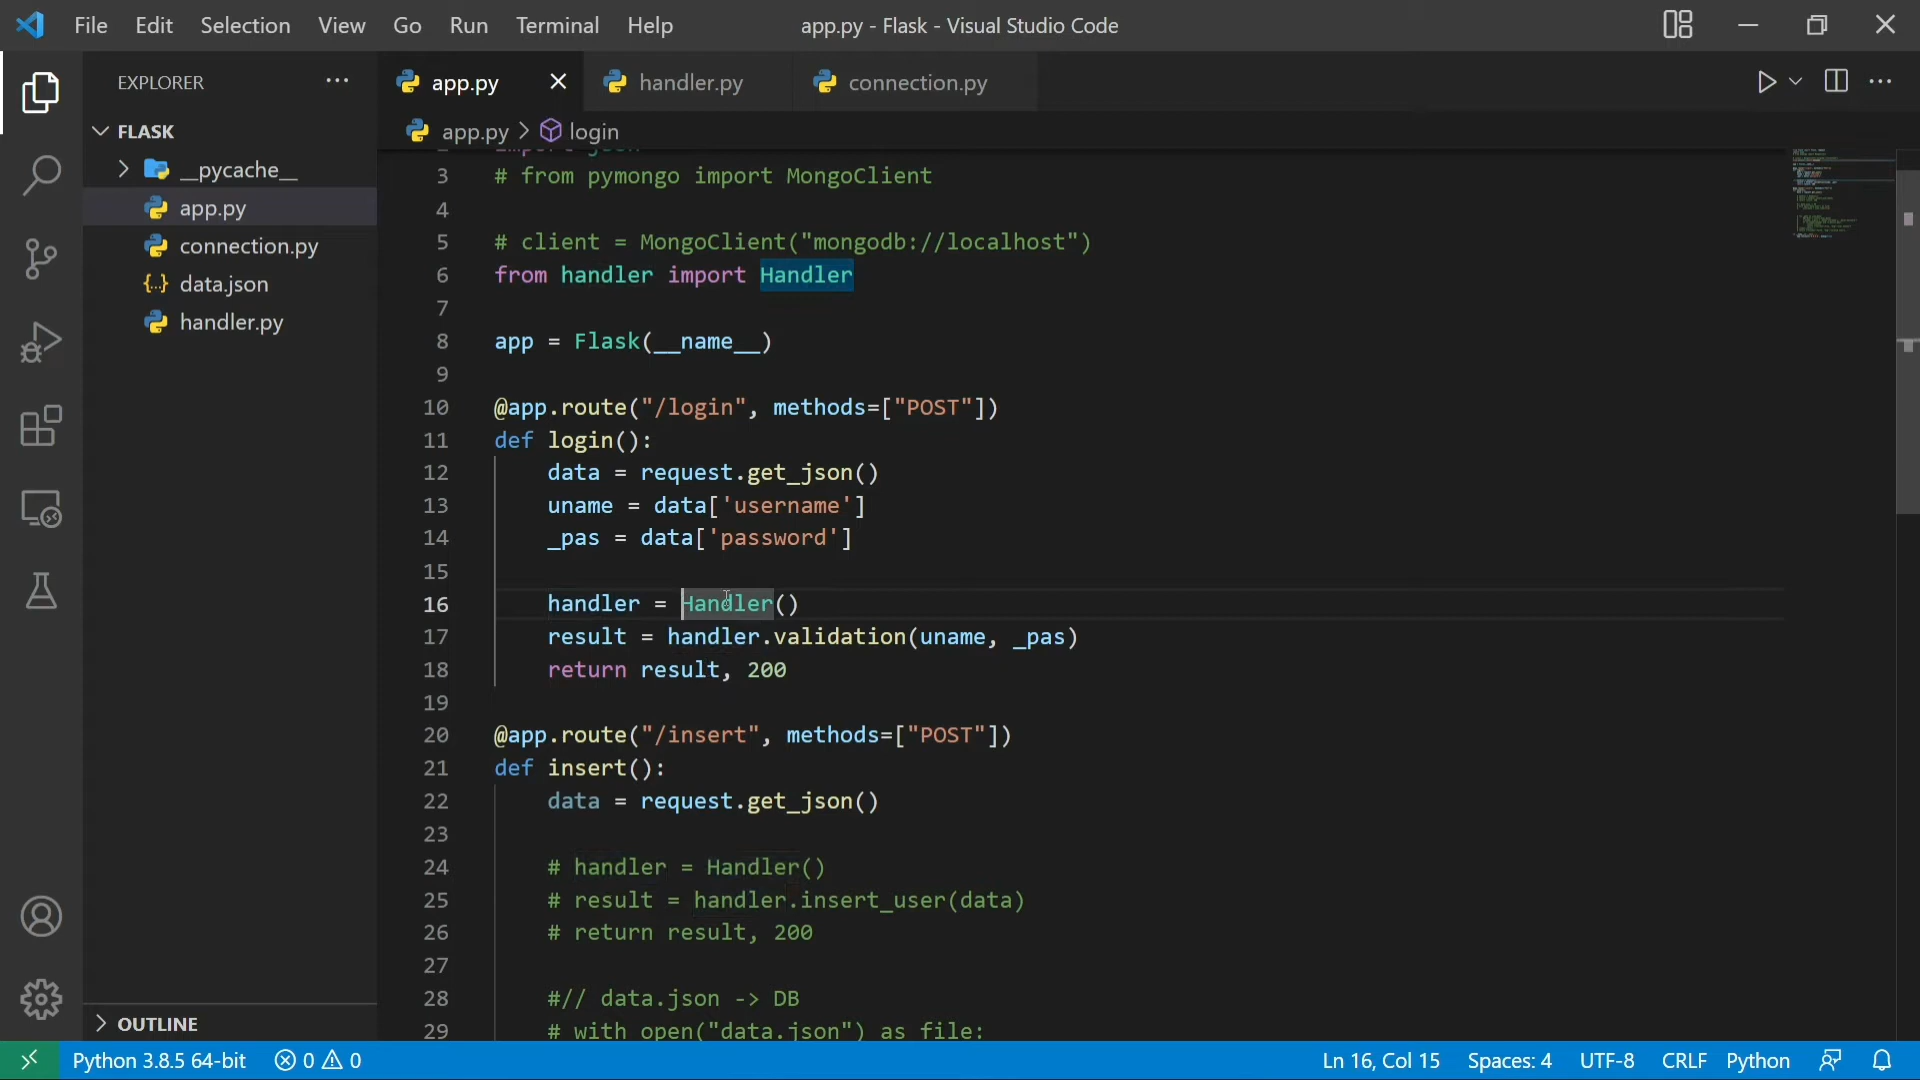 File Edit Selection View Go Run Terminal Help app.py - Flask - Visual Studio Code
EXPLORER
FLASK
__pycache__
app.py
connection.py
data.json
handler.py
OUTLINE
app.py handler.py connection.py
app.py > login
3 # from pymongo import MongoClient
4
5 # client = MongoClient("mongodb://localhost")
6 from handler import Handler
7
8 app = Flask(__name__)
9
10 @app.route("/login", methods=["POST"])
11 def login():
12 data = request.get_json()
13 uname = data['username']
14 _pas = data['password']
15
16 handler = Handler()
17 result = handler.validation(uname, _pas)
18 return result, 200
19
20 @app.route("/insert", methods=["POST"])
21 def insert():
22 data = request.get_json()
23
24 # handler = Handler()
25 # result = handler.insert_user(data)
26 # return result, 200
27
28 #// data.json -> DB
29 # with open("data.json") as file:
Python 3.8.5 64-bit 0 0 Ln 16, Col 15 Spaces: 4 UTF-8 CRLF Python